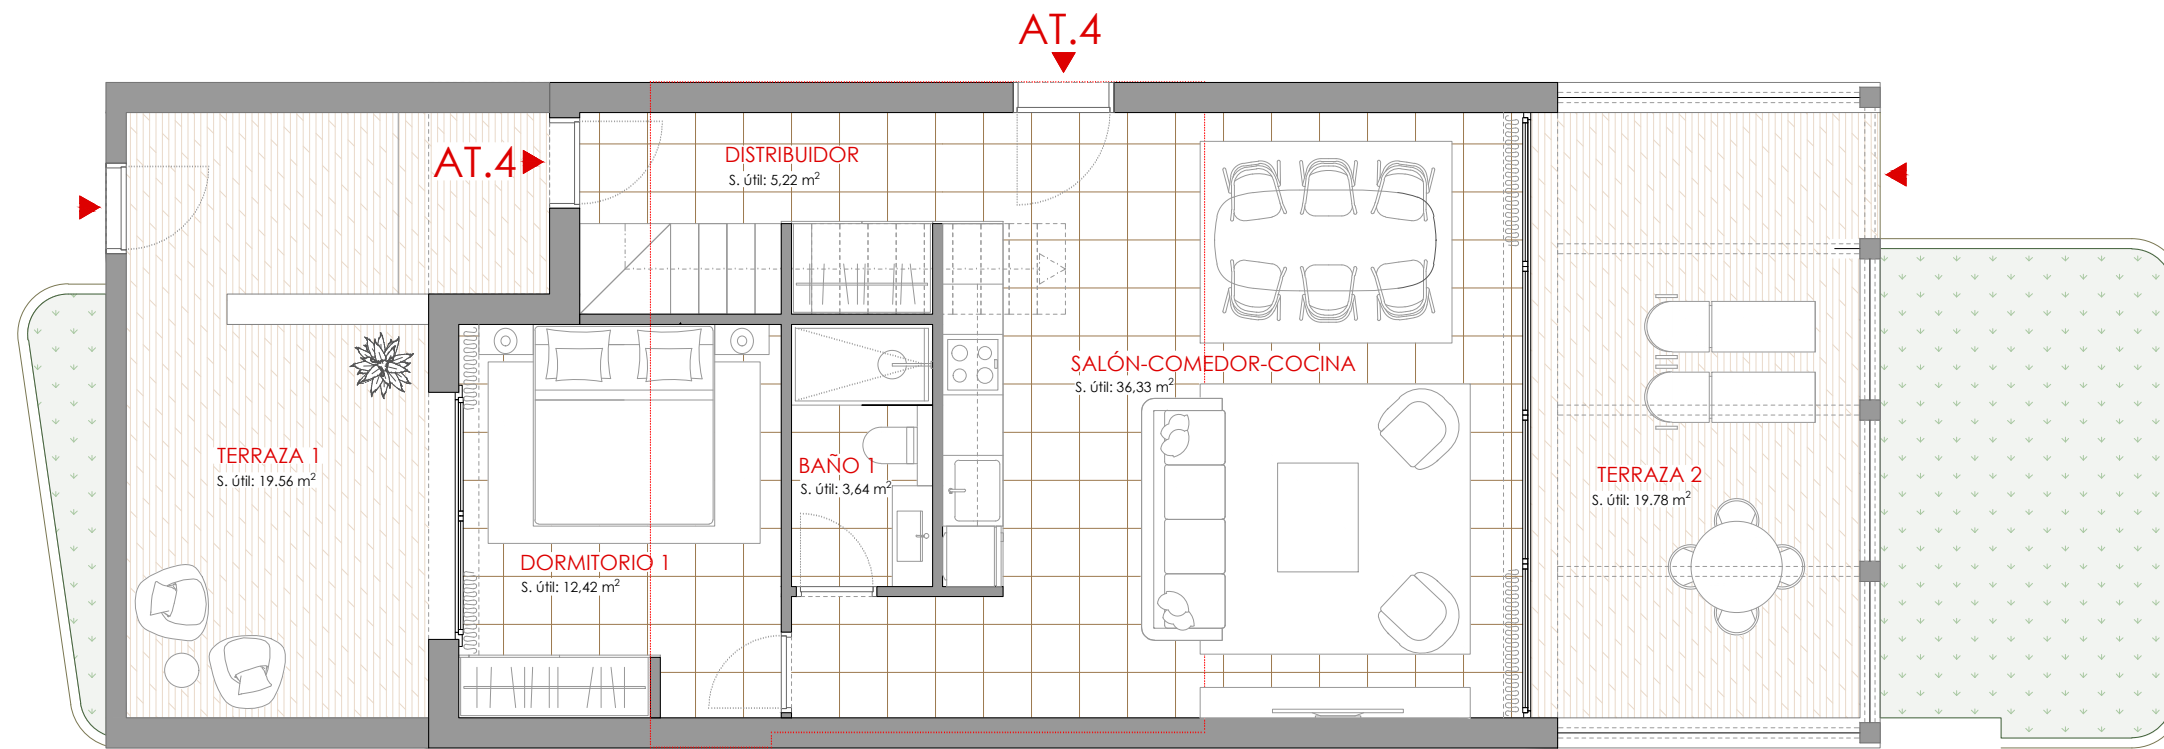 AT.4
AT.4
DISTRIBUIDOR
S. útil: 5,22 m²
SALÓN-COMEDOR-COCINA
S. útil: 36,33 m²
TERRAZA 1
S. útil: 19.56 m²
BAÑO 1
S. útil: 3,64 m²
TERRAZA 2
S. útil: 19.78 m²
DORMITORIO 1
S. útil: 12,42 m²